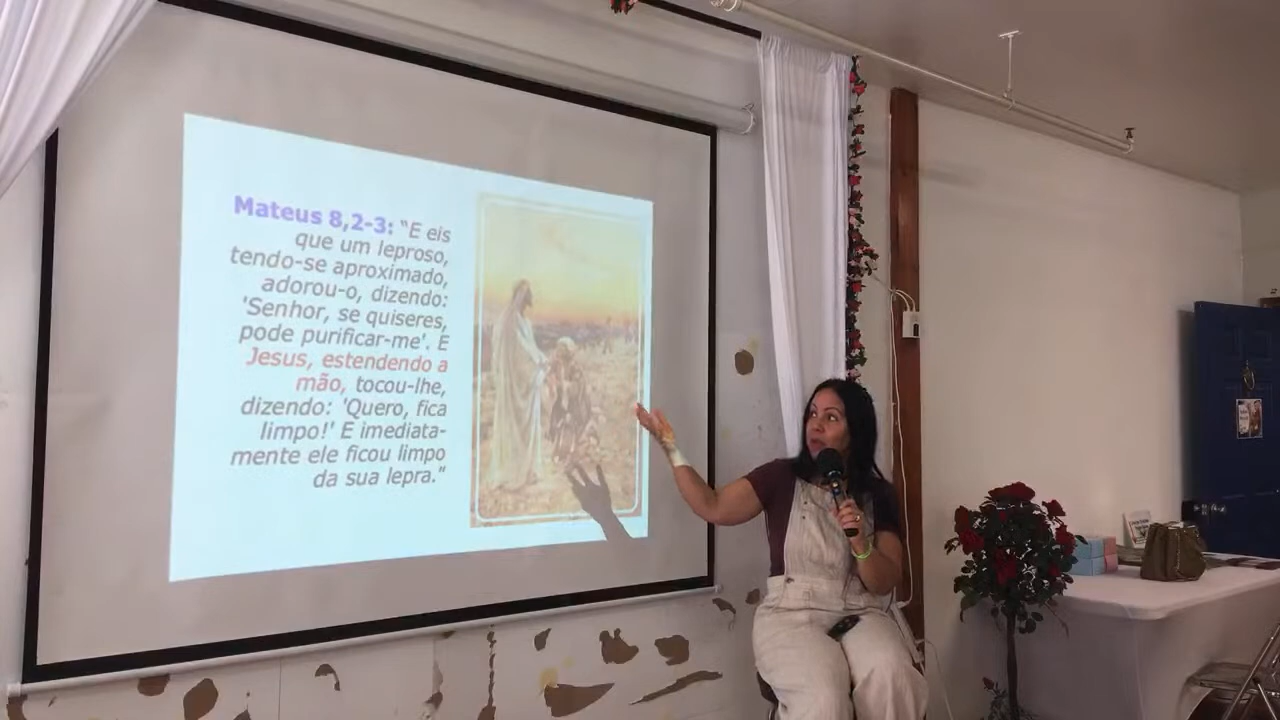 Mateus 8,2-3: “E eis
que um leproso,
tendo-se aproximado,
adorou-o, dizendo:
'Senhor, se quiseres,
pode purificar-me'. E
Jesus, estendendo a
mão, tocou-lhe,
dizendo: 'Quero, fica
limpo!' E imediata-
mente ele ficou limpo
da sua lepra.”